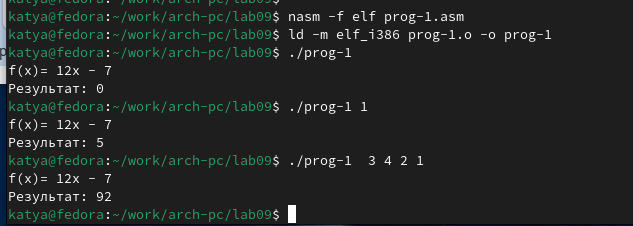 katya@fedora:~/work/arch-pc/lab09$ nasm -f elf prog-1.asm
katya@fedora:~/work/arch-pc/lab09$ ld -m elf_i386 prog-1.o -o prog-1
katya@fedora:~/work/arch-pc/lab09$ ./prog-1
f(x)= 12x - 7
Результат: 0
katya@fedora:~/work/arch-pc/lab09$ ./prog-1 1
f(x)= 12x - 7
Результат: 5
katya@fedora:~/work/arch-pc/lab09$ ./prog-1  3 4 2 1
f(x)= 12x - 7
Результат: 92
katya@fedora:~/work/arch-pc/lab09$